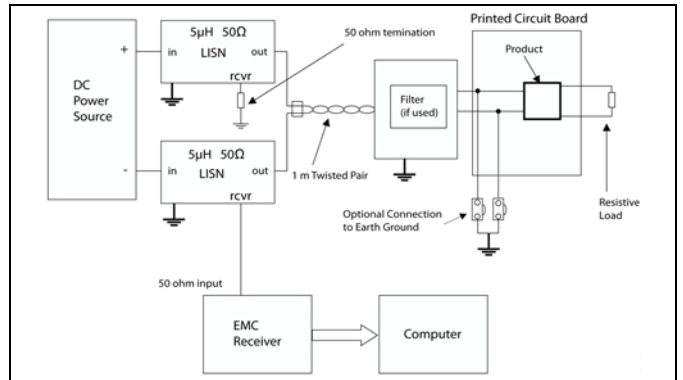 Printed Circuit Board
5µH 50Ω
in
out
LISN
rcvr
50 ohm temination
Product
+
DC
Power
Source
-
Filter
(if used)
5µH 50Ω
in
out
LISN
rcvr
1 m Twisted Pair
Optional Connection
to Earth Ground
Resistive
Load
50 ohm input
EMC
Receiver
Computer